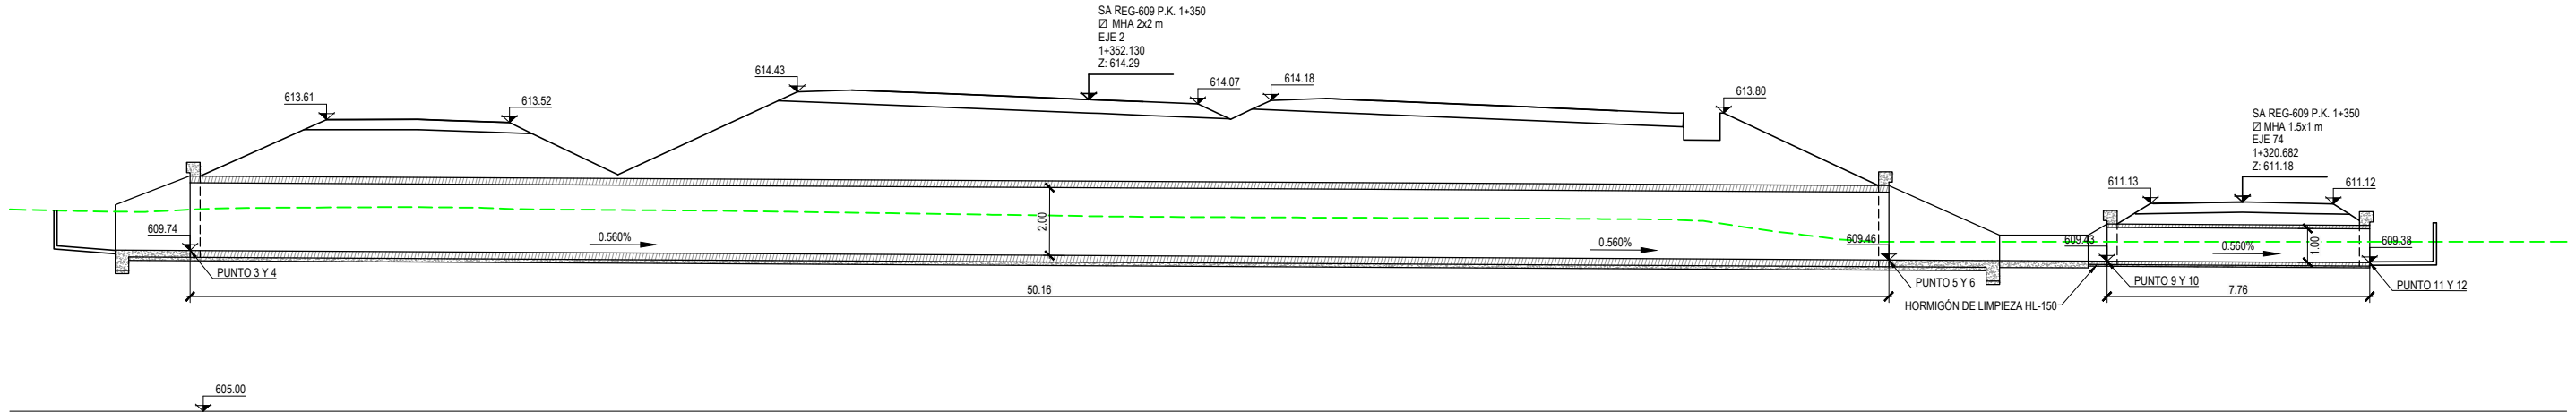 SA REG-609 P.K. 1+350
∅ MHA 2x2 m
EJE 2
1+352.130
Z: 614.29
614.43
614.07
614.18
613.61
613.52
613.80
SA REG-609 P.K. 1+350
∅ MHA 1.5x1 m
EJE 74
1+320.682
Z: 611.18
611.13
611.12
609.74
0.560%
2.00
0.560%
609.46
609.43
0.560%
1.00
609.38
PUNTO 3 Y 4
PUNTO 5 Y 6
PUNTO 9 Y 10
PUNTO 11 Y 12
50.16
7.76
HORMIGÓN DE LIMPIEZA HL-150
605.00